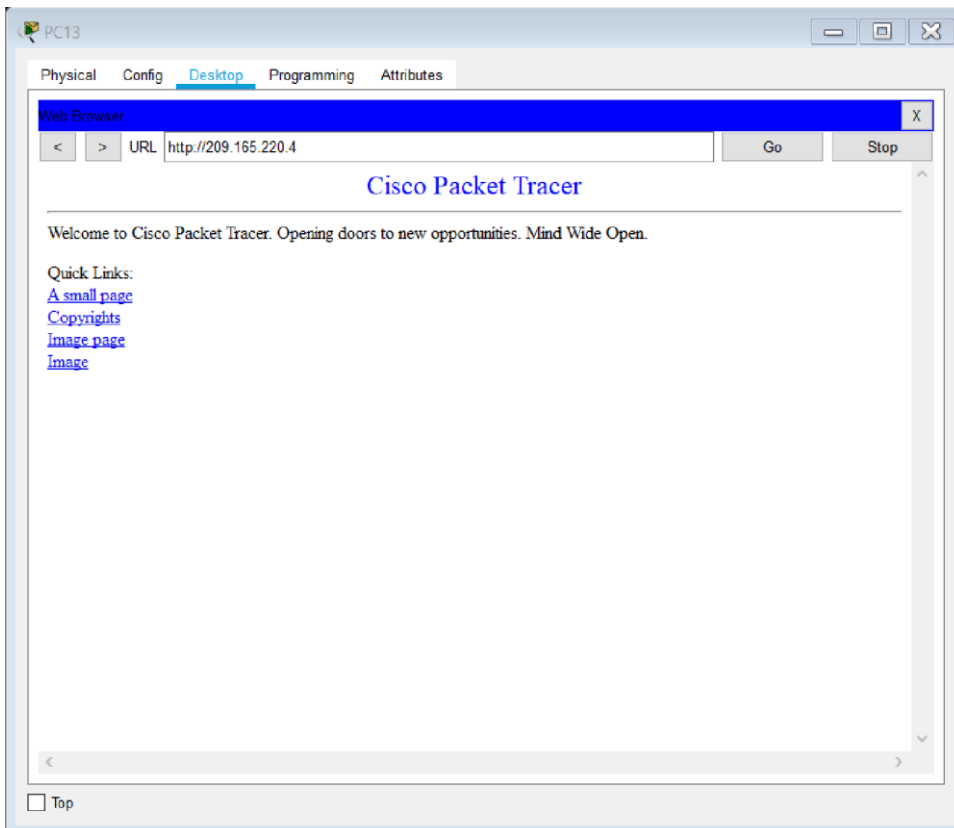 PC13
Physical Config Desktop Programming Attributes
Web Browser X
< > URL http://209.165.220.4 Go Stop
Cisco Packet Tracer
Welcome to Cisco Packet Tracer. Opening doors to new opportunities. Mind Wide Open.
Quick Links:
A small page
Copyrights
Image page
Image
Top